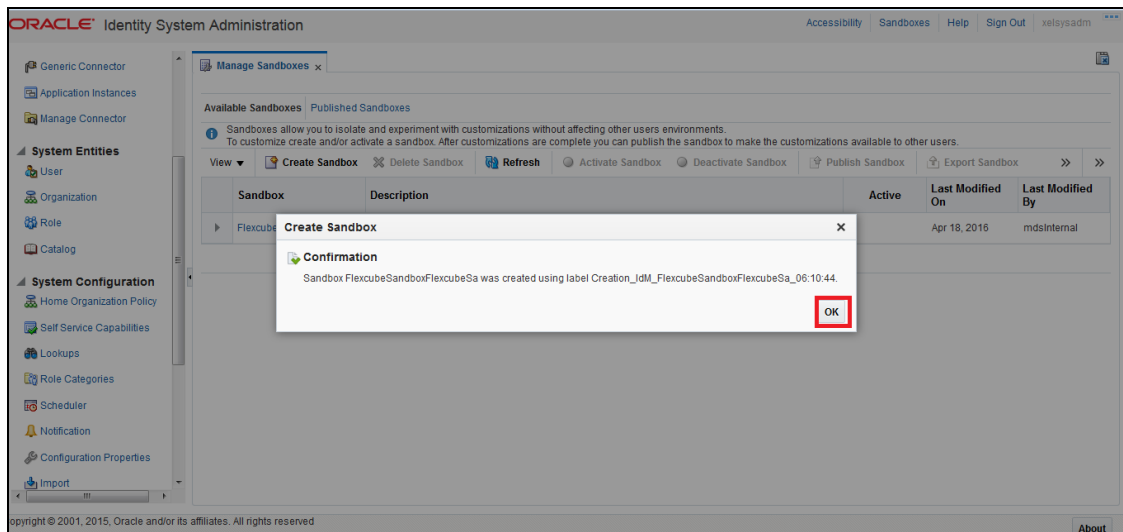 ORACLE® Identity System Administration
Accessibility Sandboxes Help Sign Out xelsysadm
Generic Connector
Application Instances
Manage Connector
System Entities
User
Organization
Role
Catalog
System Configuration
Home Organization Policy
Self Service Capabilities
Lookups
Role Categories
Scheduler
Notification
Configuration Properties
Import
Manage Sandboxes x
Available Sandboxes Published Sandboxes
Sandboxes allow you to isolate and experiment with customizations without affecting other users environments.
To customize create and/or activate a sandbox. After customizations are complete you can publish the sandbox to make the customizations available to other users.
View Create Sandbox Delete Sandbox Refresh Activate Sandbox Deactivate Sandbox Publish Sandbox Export Sandbox » »
Sandbox Description Active Last Modified On Last Modified By
Flexcube Apr 18, 2016 mdsInternal
Create Sandbox x
Confirmation
Sandbox FlexcubeSandboxFlexcubeSa was created using label Creation_IdM_FlexcubeSandboxFlexcubeSa_06:10:44.
OK
opyright © 2001, 2015, Oracle and/or its affiliates. All rights reserved
About